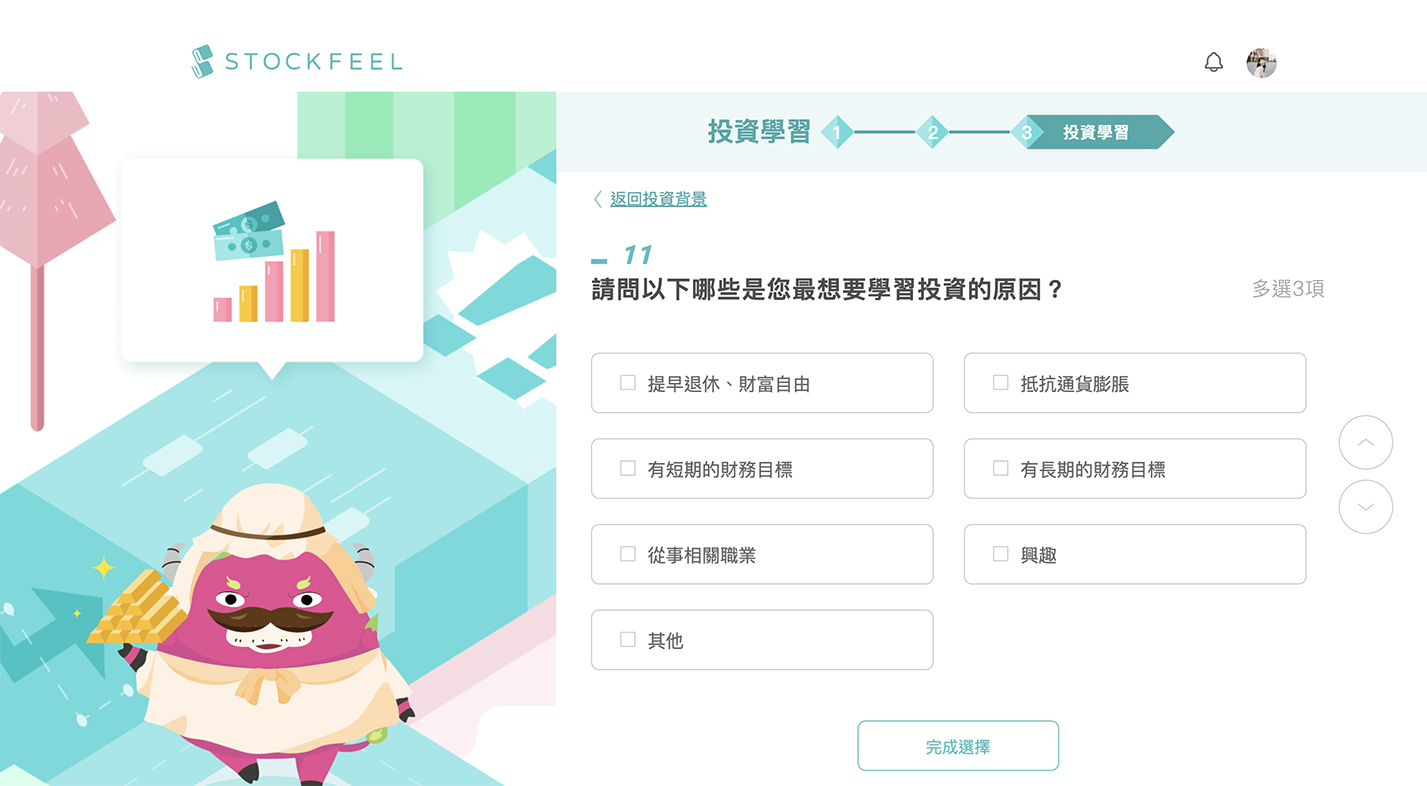 STOCKFEEL
投資學習 1 2 3 投資學習
返回投資背景
11
請問以下哪些是您最想要學習投資的原因？
多選3項
提早退休、財富自由
抵抗通貨膨脹
有短期的財務目標
有長期的財務目標
從事相關職業
興趣
其他
完成選擇